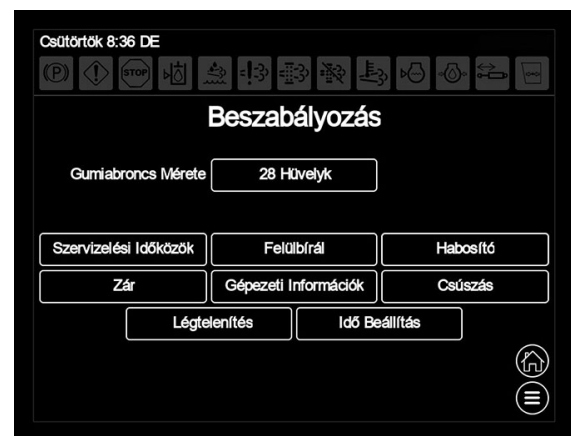 Csütörtök 8:36 DE
(P) STOP
Beszabályozás
Gumiabroncs Mérete 28 Hüvelyk
Szervizelési Időközök Felülbírál Habosító
Zár Gépezeti Információk Csúszás
Légtelenítés Idő Beállítás